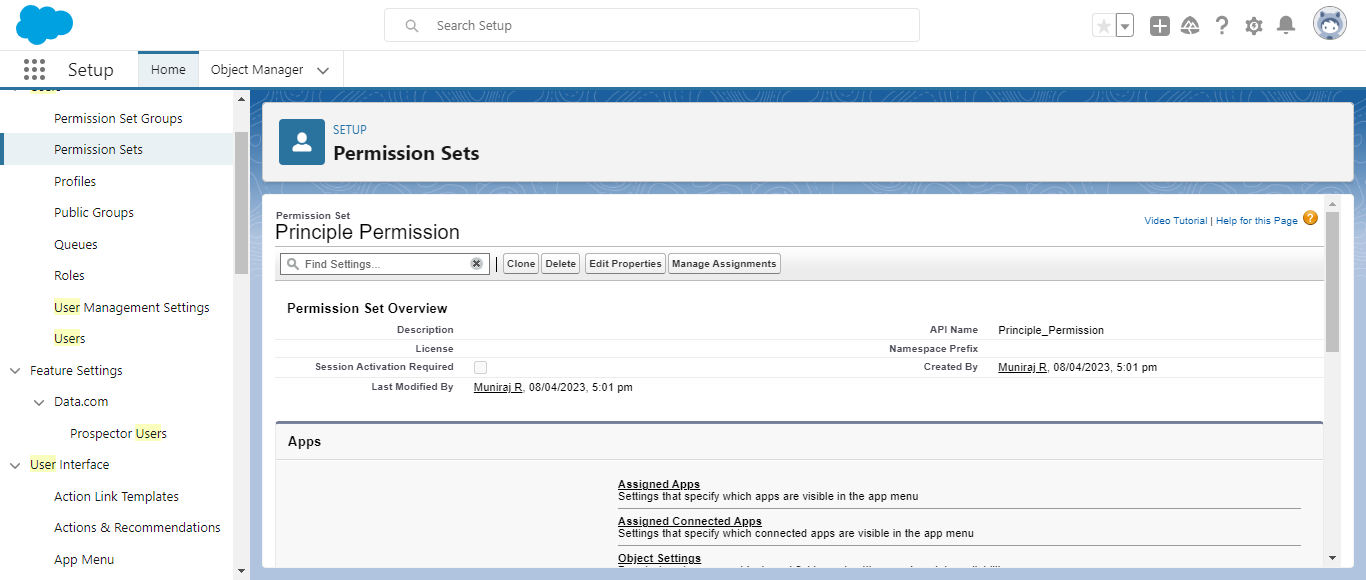 Search Setup
Setup
Home
Object Manager
Users
Permission Set Groups
Permission Sets
Profiles
Public Groups
Queues
Roles
User Management Settings
Users
Feature Settings
Data.com
Prospector Users
User Interface
Action Link Templates
Actions & Recommendations
App Menu
SETUP
Permission Sets
Permission Set
Principle Permission
Video Tutorial | Help for this Page
Find Settings...
Clone
Delete
Edit Properties
Manage Assignments
Permission Set Overview
Description
API Name Principle_Permission
License
Namespace Prefix
Session Activation Required
Created By Muniraj R, 08/04/2023, 5:01 pm
Last Modified By Muniraj R, 08/04/2023, 5:01 pm
Apps
Assigned Apps
Settings that specify which apps are visible in the app menu
Assigned Connected Apps
Settings that specify which connected apps are visible in the app menu
Object Settings